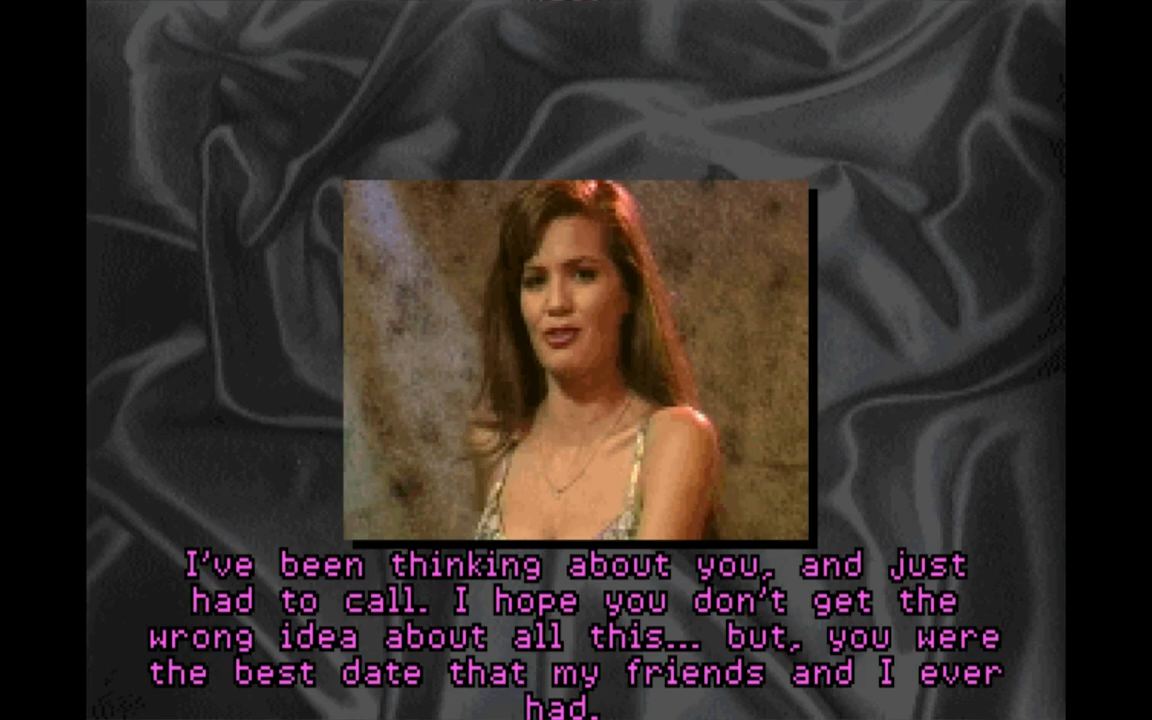 I've been thinking about you, and just
had to call. I hope you don't get the
wrong idea about all this... but, you were
the best date that my friends and I ever
had.